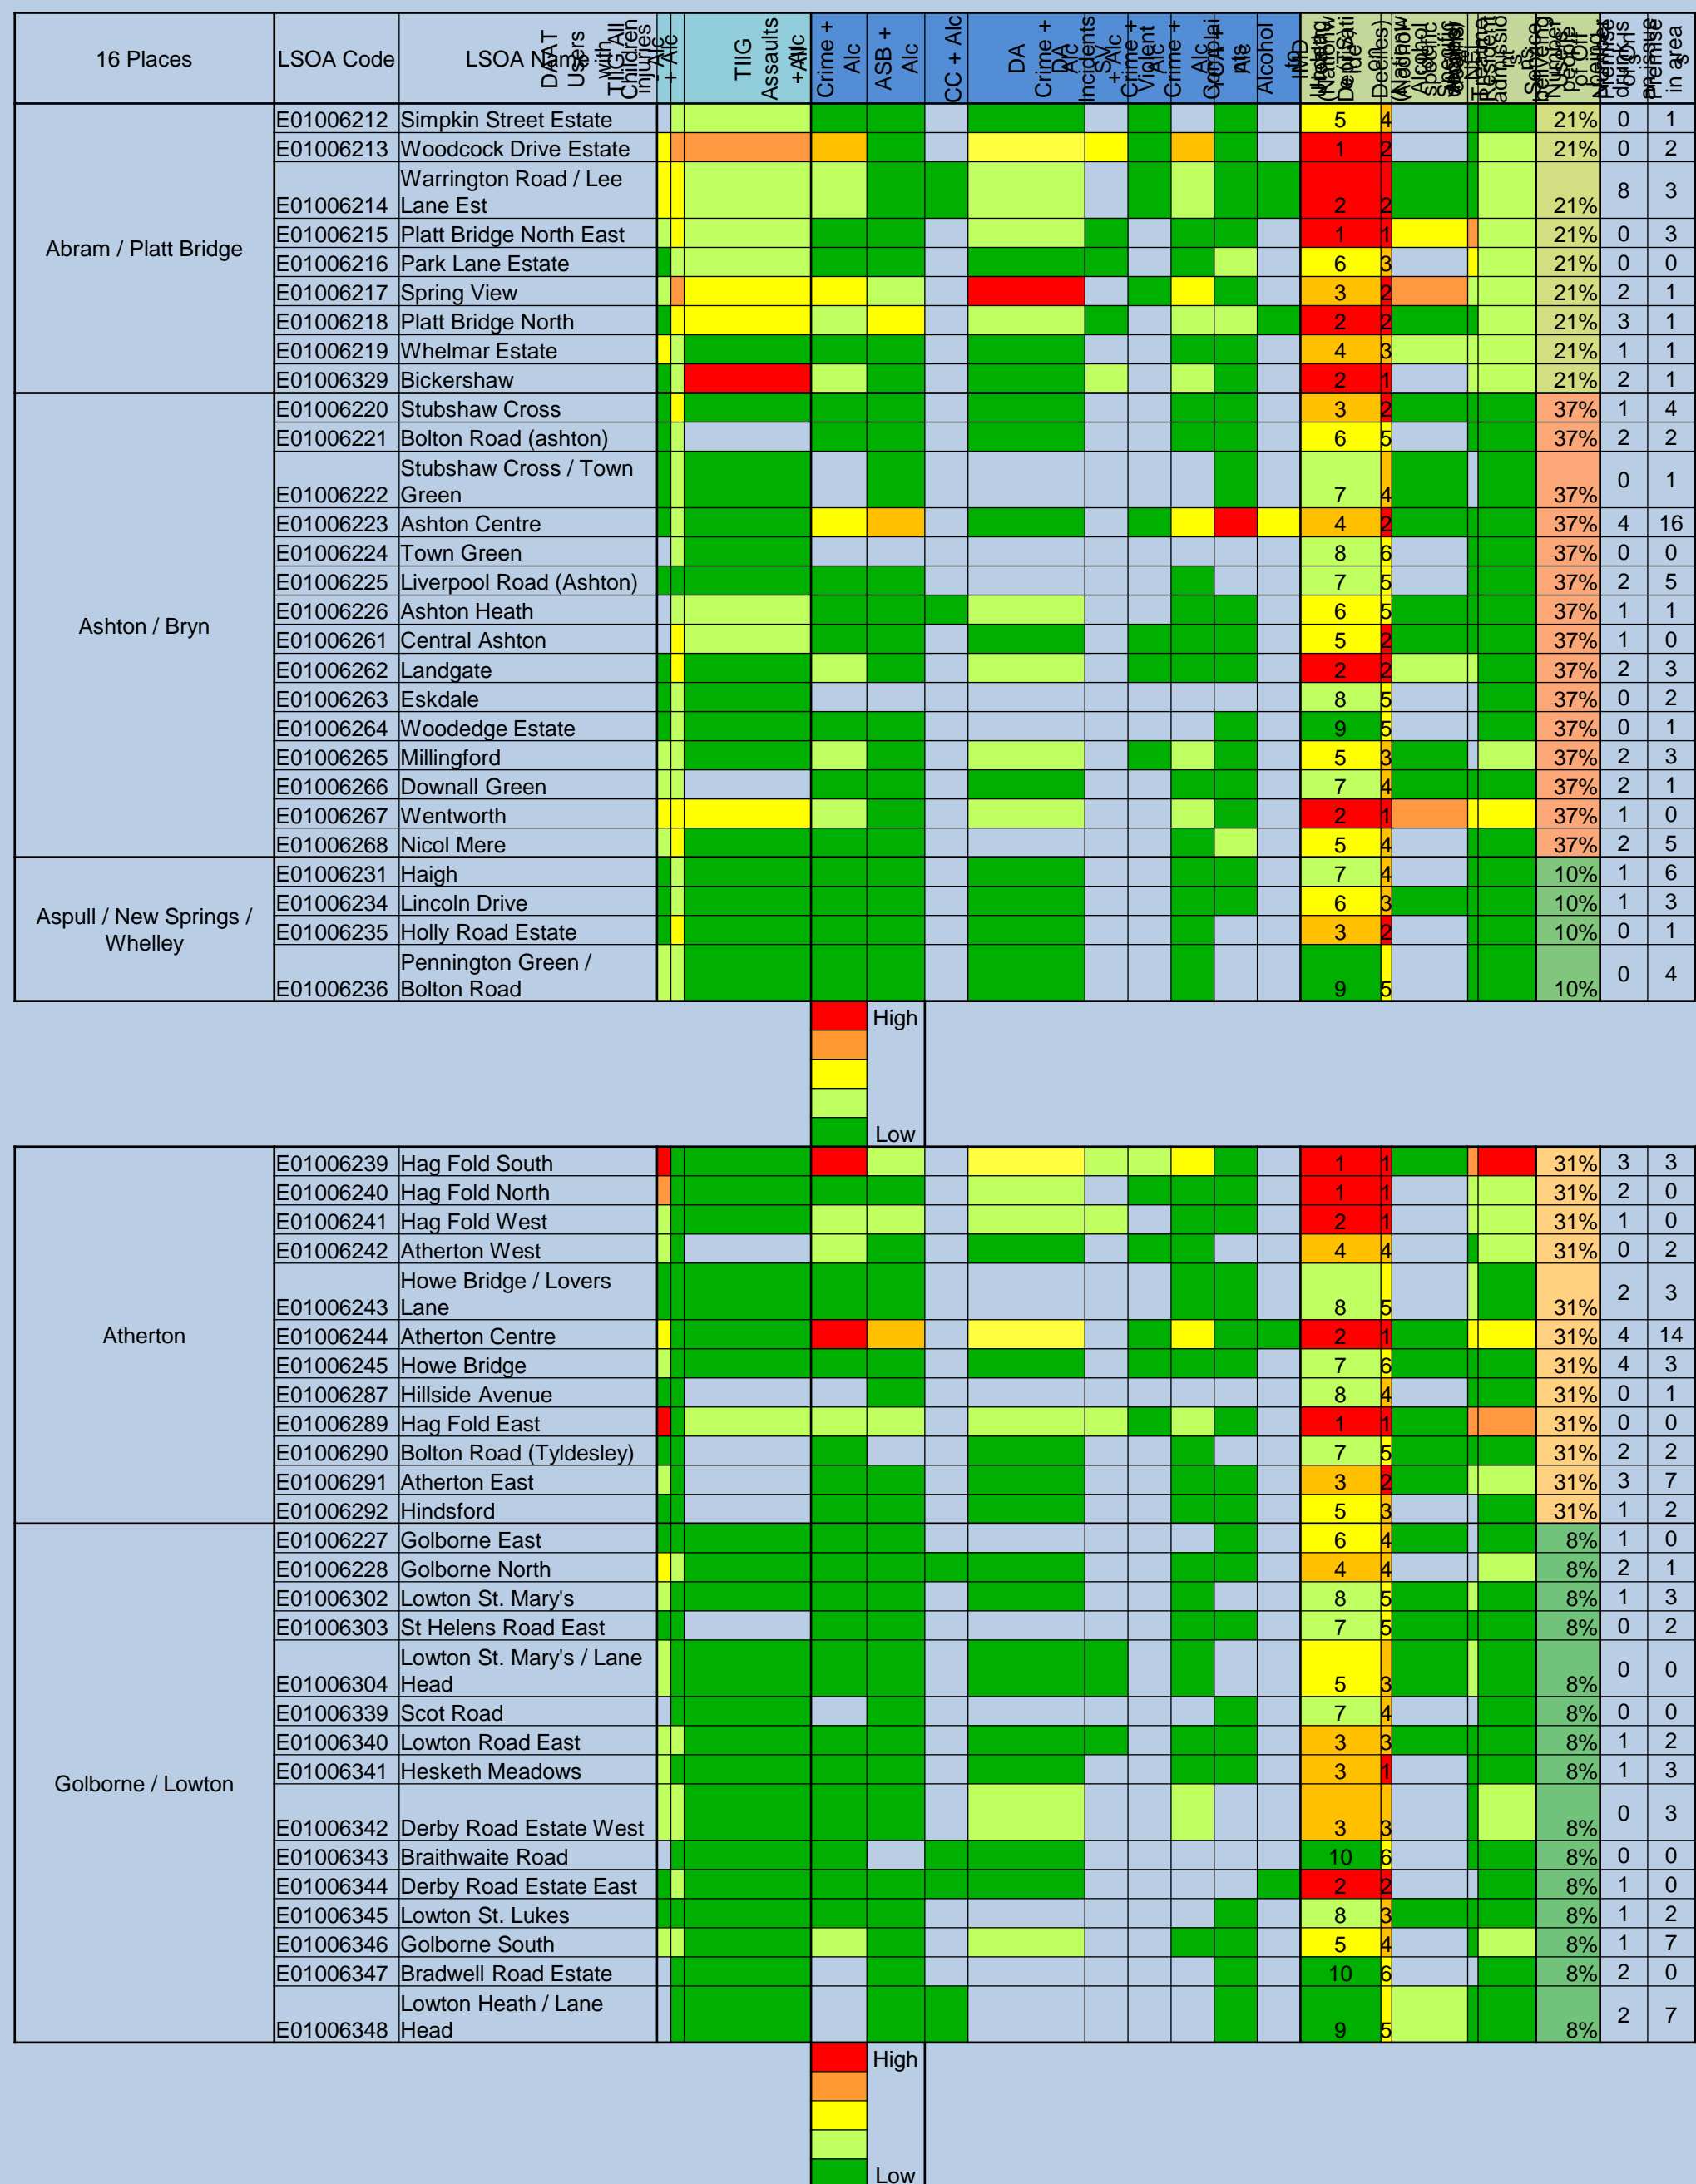 16 Places LSOA Code LSOA Name TIIG Assaults Crime + Alc ASB + Alc CC + Alc DA Crime + Incidents Alcohol
Abram / Platt Bridge
E01006212 Simpkin Street Estate 5 4 21% 0 1
E01006213 Woodcock Drive Estate 1 2 21% 0 2
Warrington Road / Lee
E01006214 Lane Est 2 2 21% 8 3
E01006215 Platt Bridge North East 1 1 21% 0 3
E01006216 Park Lane Estate 6 3 21% 0 0
E01006217 Spring View 3 2 21% 2 1
E01006218 Platt Bridge North 2 2 21% 3 1
E01006219 Whelmar Estate 4 3 21% 1 1
E01006329 Bickershaw 2 1 21% 2 1
Ashton / Bryn
E01006220 Stubshaw Cross 3 2 37% 1 4
E01006221 Bolton Road (ashton) 6 5 37% 2 2
Stubshaw Cross / Town
E01006222 Green 7 4 37% 0 1
E01006223 Ashton Centre 4 2 37% 4 16
E01006224 Town Green 8 6 37% 0 0
E01006225 Liverpool Road (Ashton) 7 5 37% 2 5
E01006226 Ashton Heath 6 5 37% 1 1
E01006261 Central Ashton 5 2 37% 1 0
E01006262 Landgate 2 2 37% 2 3
E01006263 Eskdale 8 5 37% 0 2
E01006264 Woodedge Estate 9 5 37% 0 1
E01006265 Millingford 5 3 37% 2 3
E01006266 Downall Green 7 4 37% 2 1
E01006267 Wentworth 2 1 37% 1 0
E01006268 Nicol Mere 5 4 37% 2 5
Aspull / New Springs /
Whelley
E01006231 Haigh 7 4 10% 1 6
E01006234 Lincoln Drive 6 3 10% 1 3
E01006235 Holly Road Estate 3 2 10% 0 1
Pennington Green /
E01006236 Bolton Road 9 5 10% 0 4
High
Low
Atherton
E01006239 Hag Fold South 1 1 31% 3 3
E01006240 Hag Fold North 1 1 31% 2 0
E01006241 Hag Fold West 2 1 31% 1 0
E01006242 Atherton West 4 4 31% 0 2
Howe Bridge / Lovers
E01006243 Lane 8 5 31% 2 3
E01006244 Atherton Centre 2 1 31% 4 14
E01006245 Howe Bridge 7 6 31% 4 3
E01006287 Hillside Avenue 8 4 31% 0 1
E01006289 Hag Fold East 1 1 31% 0 0
E01006290 Bolton Road (Tyldesley) 7 5 31% 2 2
E01006291 Atherton East 3 2 31% 3 7
E01006292 Hindsford 5 3 31% 1 2
Golborne / Lowton
E01006227 Golborne East 6 4 8% 1 0
E01006228 Golborne North 4 4 8% 2 1
E01006302 Lowton St. Mary's 8 5 8% 1 3
E01006303 St Helens Road East 7 5 8% 0 2
Lowton St. Mary's / Lane
E01006304 Head 5 3 8% 0 0
E01006339 Scot Road 7 4 8% 0 0
E01006340 Lowton Road East 3 3 8% 1 2
E01006341 Hesketh Meadows 3 1 8% 1 3
E01006342 Derby Road Estate West 3 3 8% 0 3
E01006343 Braithwaite Road 10 6 8% 0 0
E01006344 Derby Road Estate East 2 2 8% 1 0
E01006345 Lowton St. Lukes 8 3 8% 1 2
E01006346 Golborne South 5 4 8% 1 7
E01006347 Bradwell Road Estate 10 6 8% 2 0
Lowton Heath / Lane
E01006348 Head 9 5 8% 2 7
High
Low